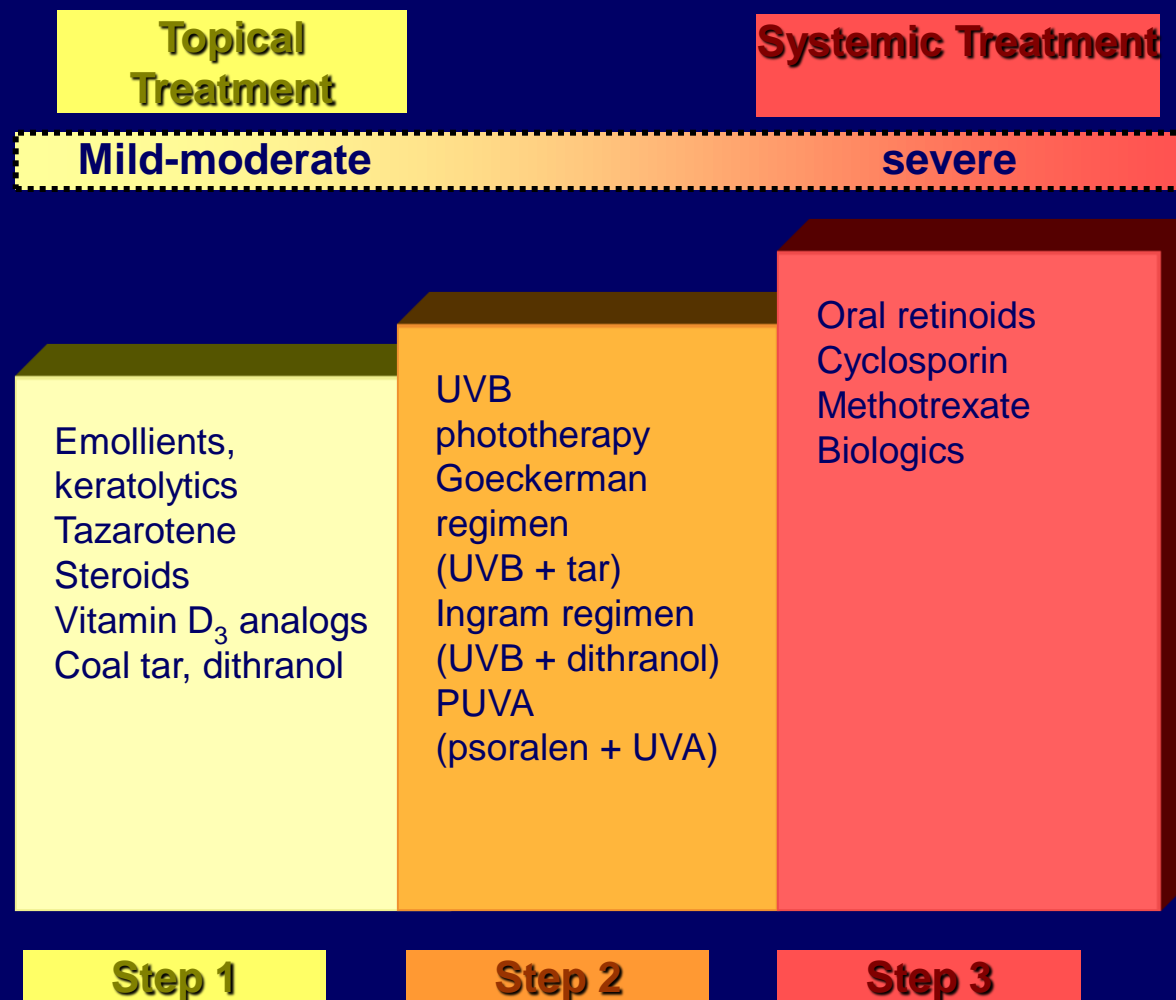 Topical
Treatment
Systemic Treatment
Mild-moderate
severe
Emollients,
keratolytics
Tazarotene
Steroids
Vitamin D₃ analogs
Coal tar, dithranol
UVB
phototherapy
Goeckerman
regimen
(UVB + tar)
Ingram regimen
(UVB + dithranol)
PUVA
(psoralen + UVA)
Oral retinoids
Cyclosporin
Methotrexate
Biologics
Step 1
Step 2
Step 3